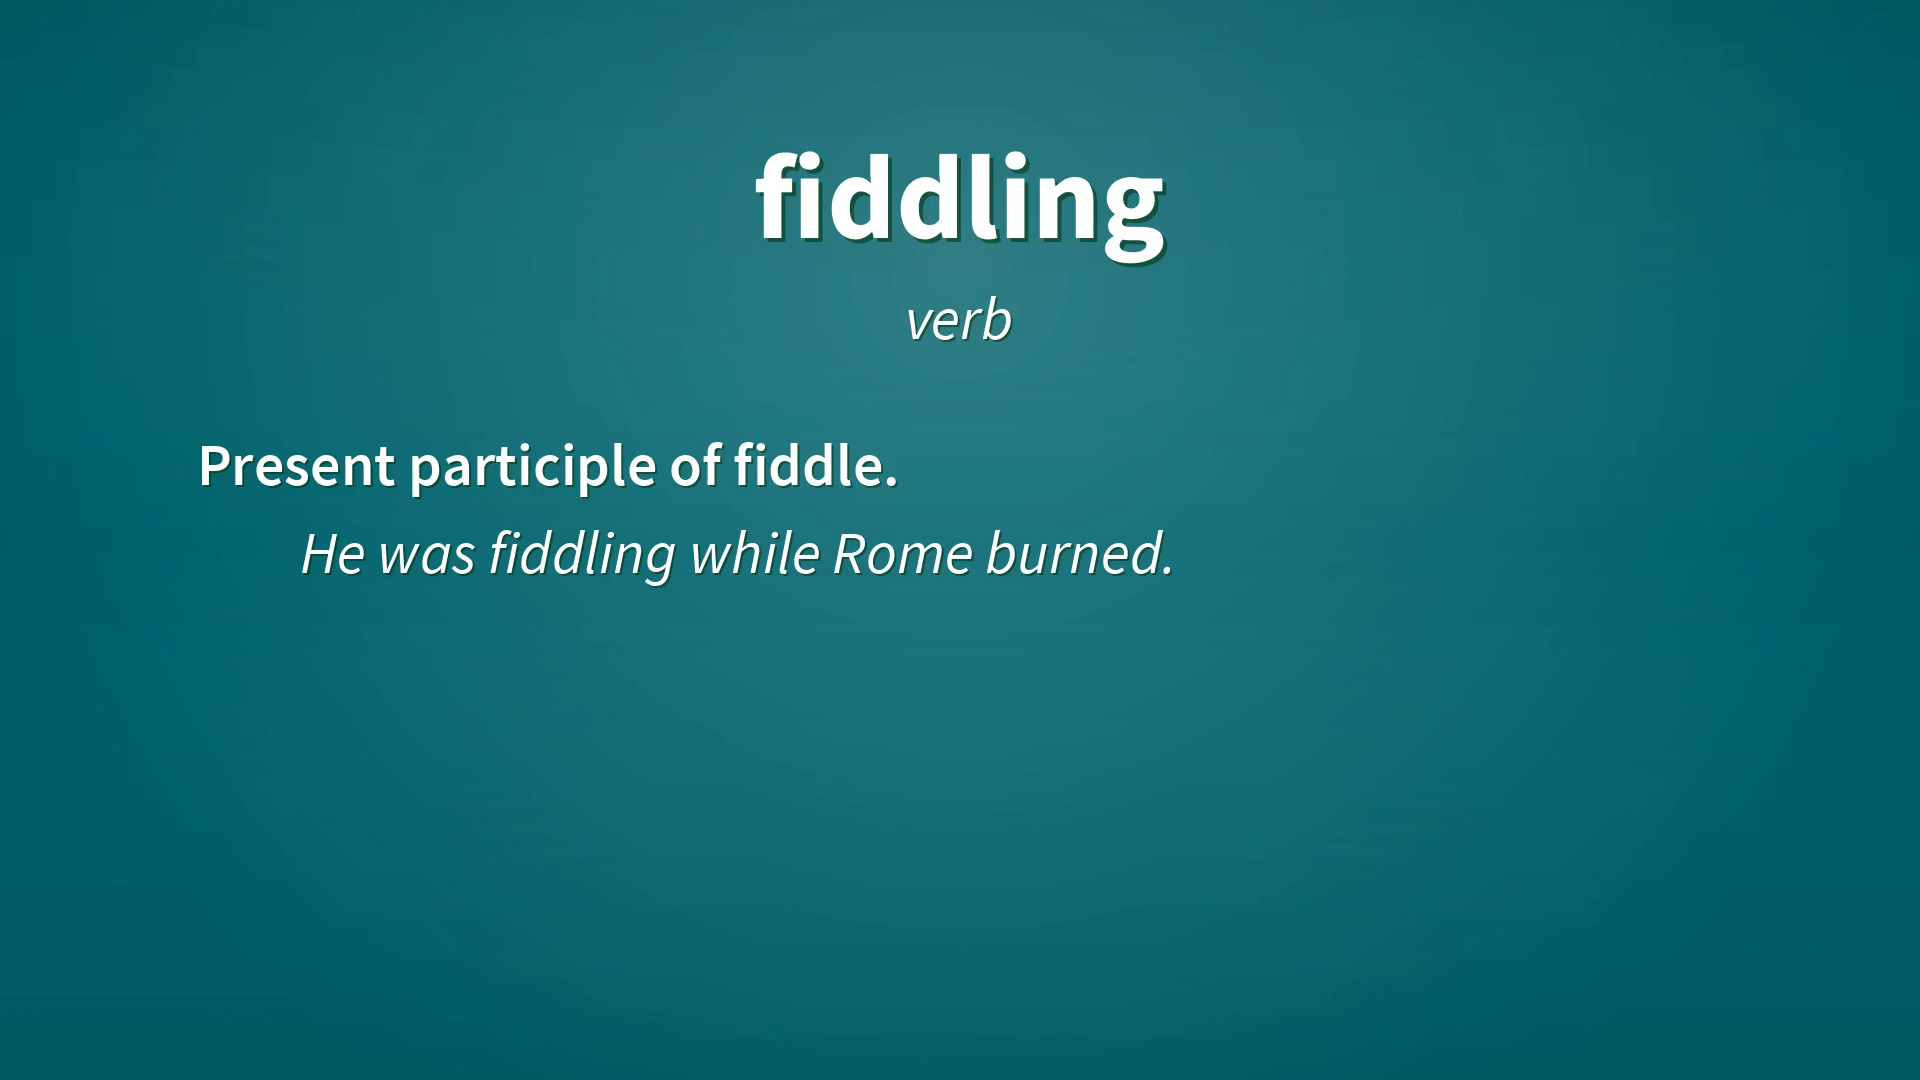 fiddling
verb
Present participle of fiddle.
He was fiddling while Rome burned.